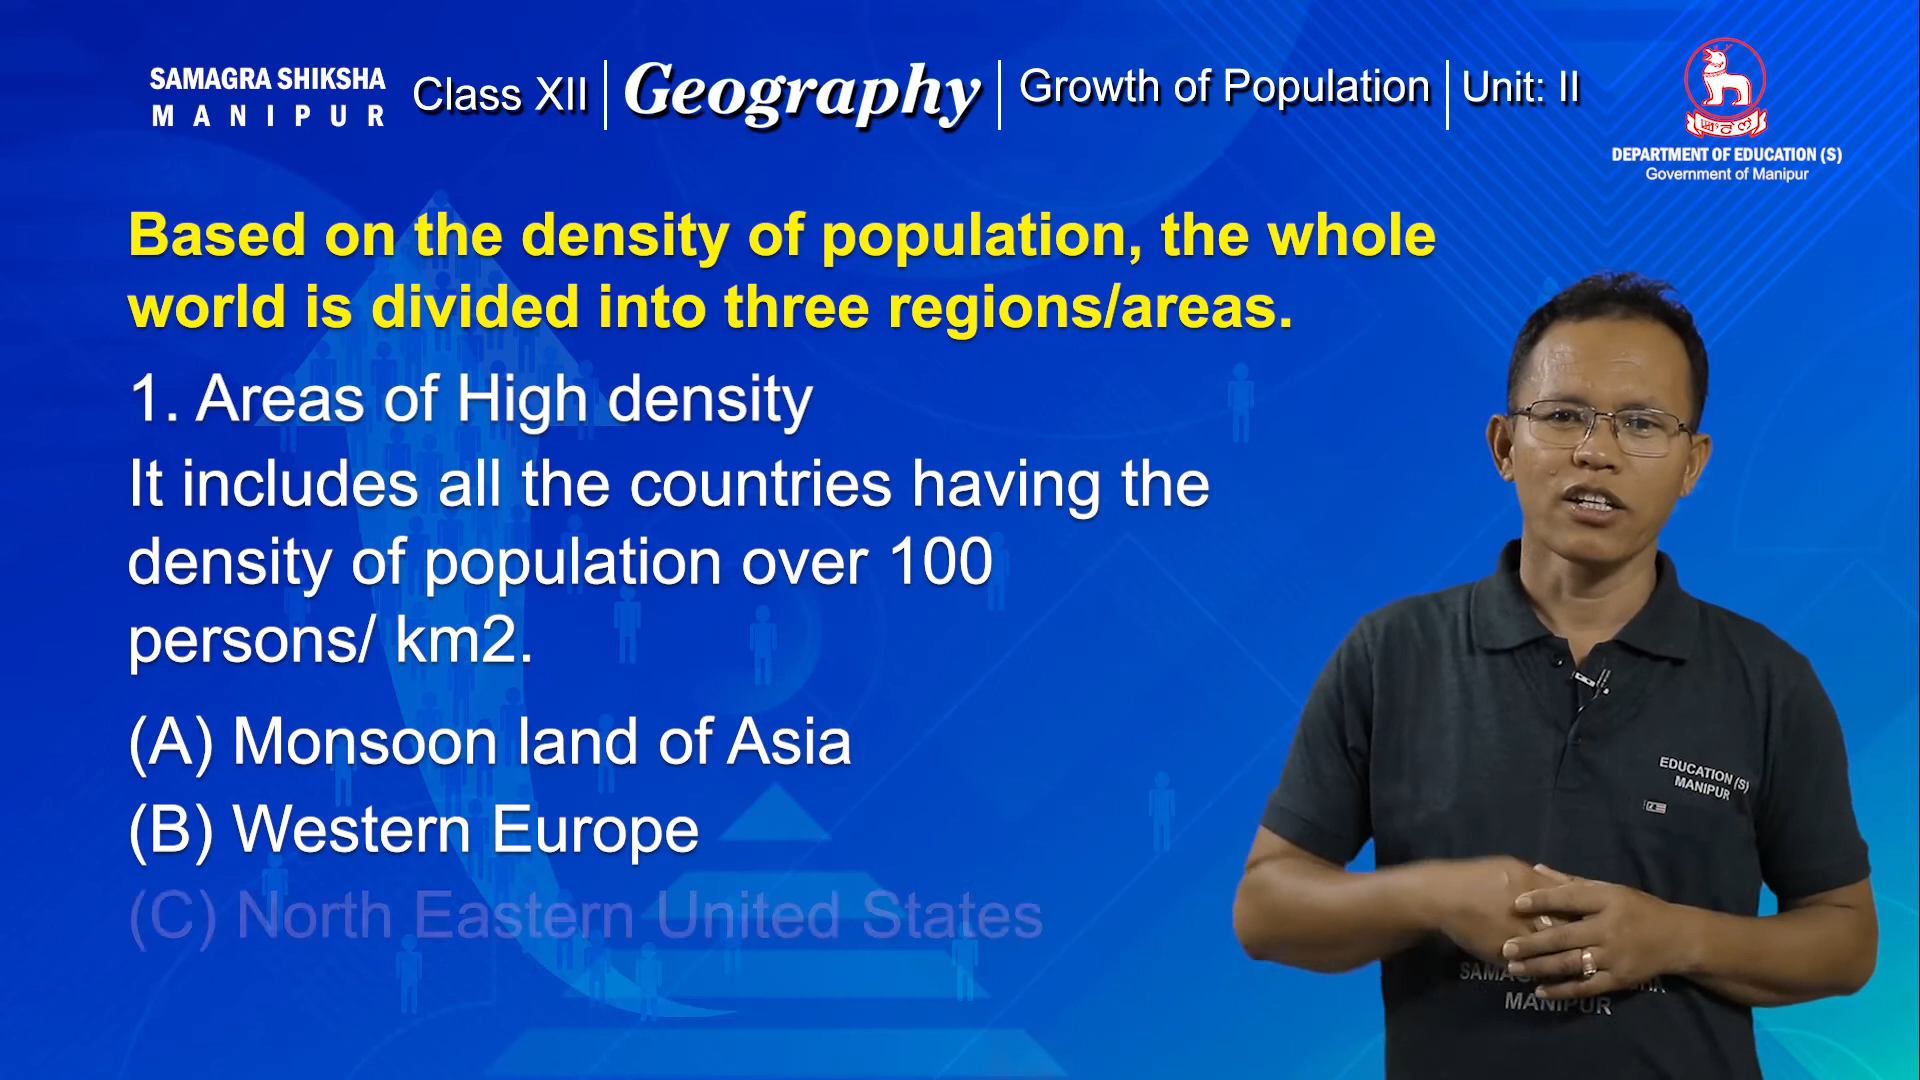 SAMAGRA SHIKSHA
MANIPUR
Class XII
Geography
Growth of Population
Unit: II
DEPARTMENT OF EDUCATION (S)
Government of Manipur
Based on the density of population, the whole
world is divided into three regions/areas.
1. Areas of High density
It includes all the countries having the
density of population over 100
persons/ km2.
(A) Monsoon land of Asia
(B) Western Europe
(C) North Eastern United States
EDUCATION (S)
MANIPUR
MANIPUR